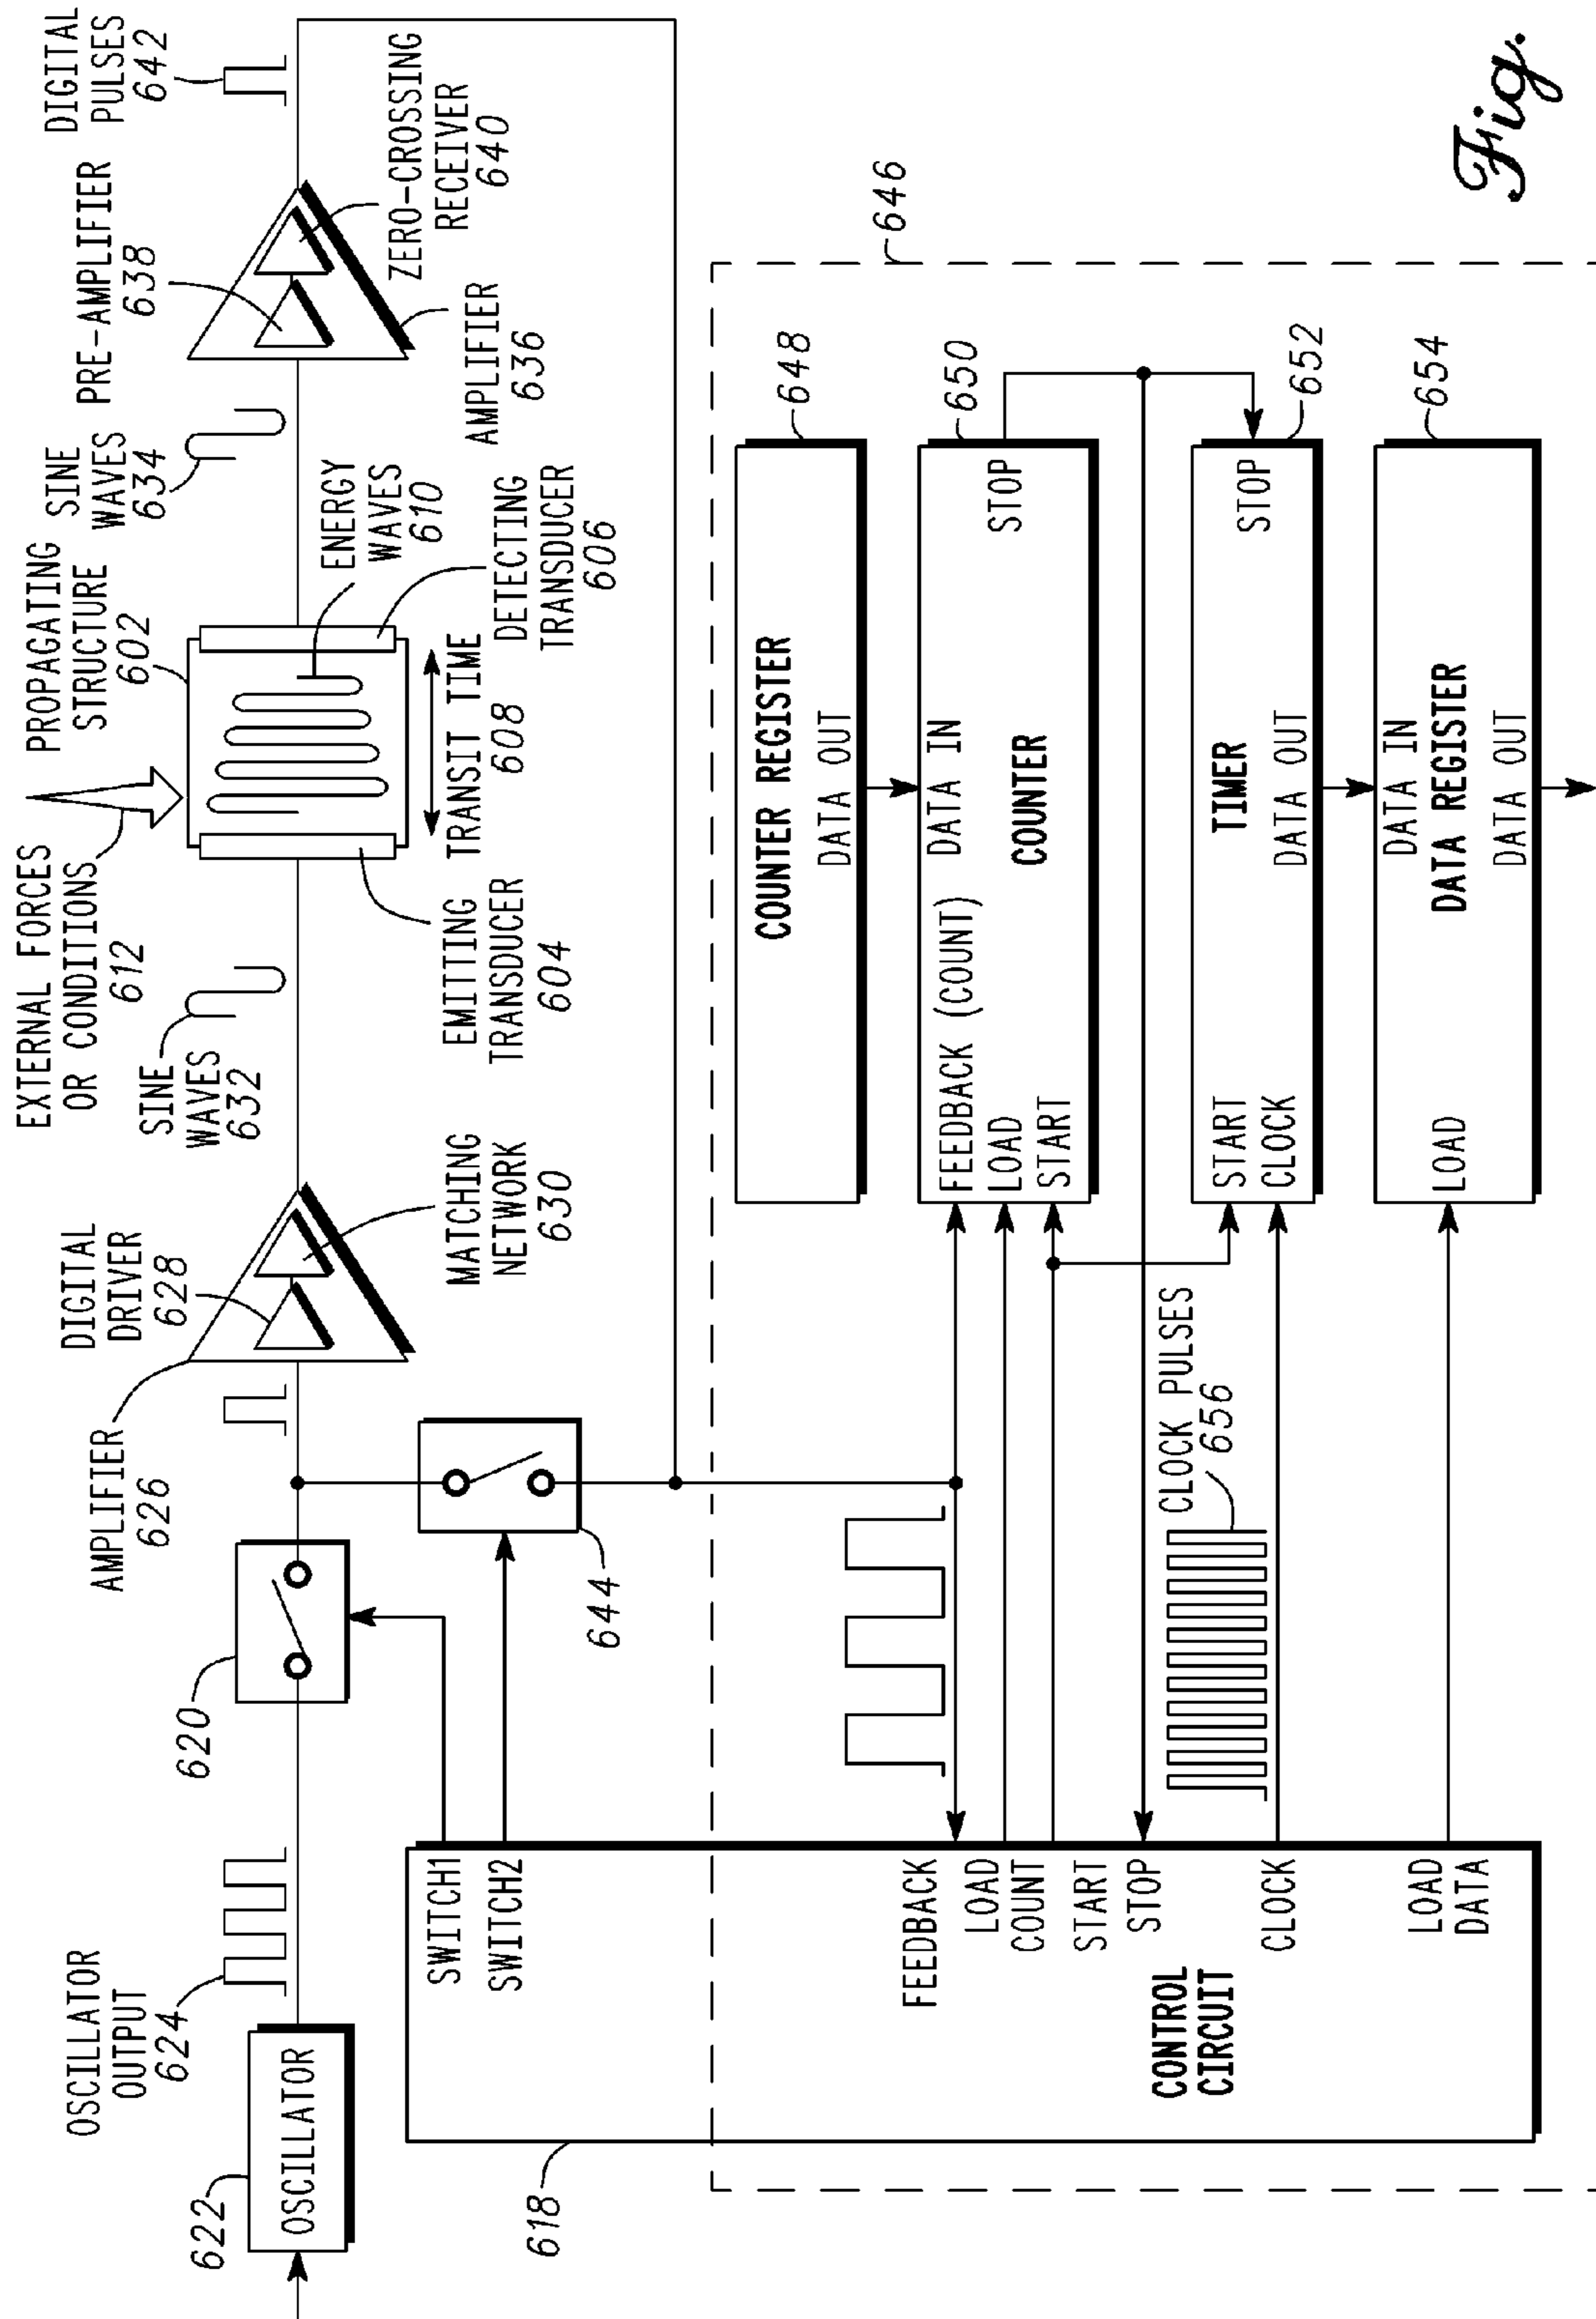 622
OSCILLATOR
OSCILLATOR
OUTPUT
624
620
AMPLIFIER
626
DIGITAL
DRIVER
628
MATCHING
NETWORK
630
SINE
WAVES
632
EXTERNAL FORCES
OR CONDITIONS
612
PROPAGATING
STRUCTURE
602
EMITTING
TRANSDUCER
604
TRANSIT TIME
608
ENERGY
WAVES
610
DETECTING
TRANSDUCER
606
SINE
WAVES
634
PRE-AMPLIFIER
638
AMPLIFIER
636
ZERO-CROSSING
RECEIVER
640
DIGITAL
PULSES
642
644
618
SWITCH1
SWITCH2
FEEDBACK
LOAD
COUNT
START
STOP
CLOCK
LOAD
DATA
CONTROL
CIRCUIT
CLOCK PULSES
656
646
COUNTER REGISTER
DATA OUT
648
FEEDBACK (COUNT)
LOAD
START
DATA IN
COUNTER
STOP
650
START
CLOCK
TIMER
DATA OUT
STOP
652
LOAD
DATA IN
DATA REGISTER
DATA OUT
654
Fig.